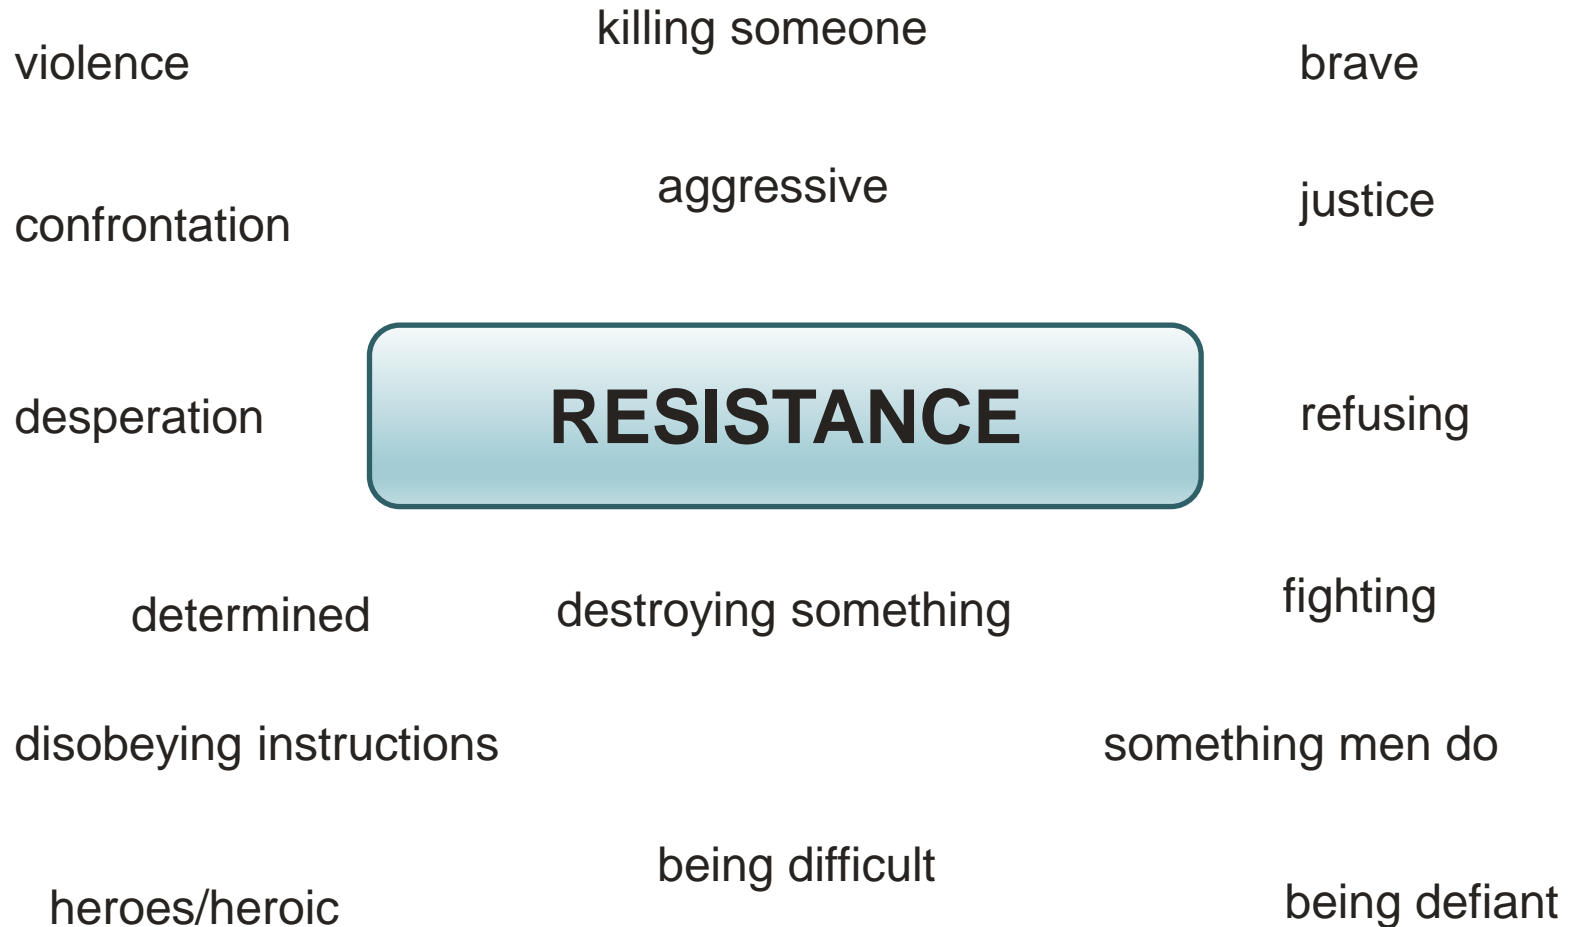 killing someone
violence
brave
aggressive
justice
confrontation
RESISTANCE
desperation
refusing
determined
destroying something
fighting
disobeying instructions
something men do
being difficult
heroes/heroic
being defiant